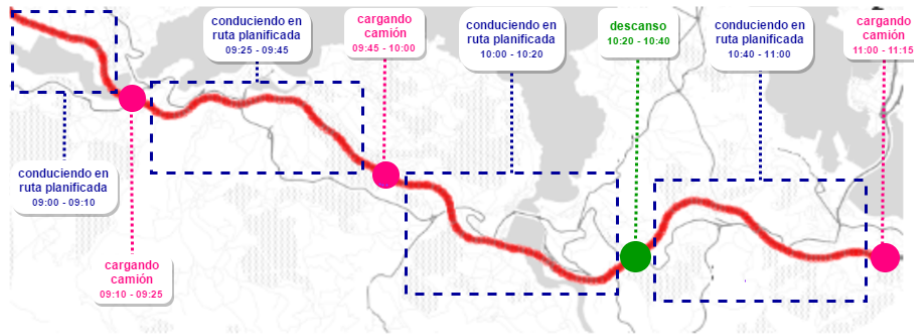 conduciendo en
ruta planificada
09:00 - 09:10
cargando
camión
09:10 - 09:25
conduciendo en
ruta planificada
09:25 - 09:45
cargando
camión
09:45 - 10:00
conduciendo en
ruta planificada
10:00 - 10:20
descanso
10:20 - 10:40
conduciendo en
ruta planificada
10:40 - 11:00
cargando
camión
11:00 - 11:15